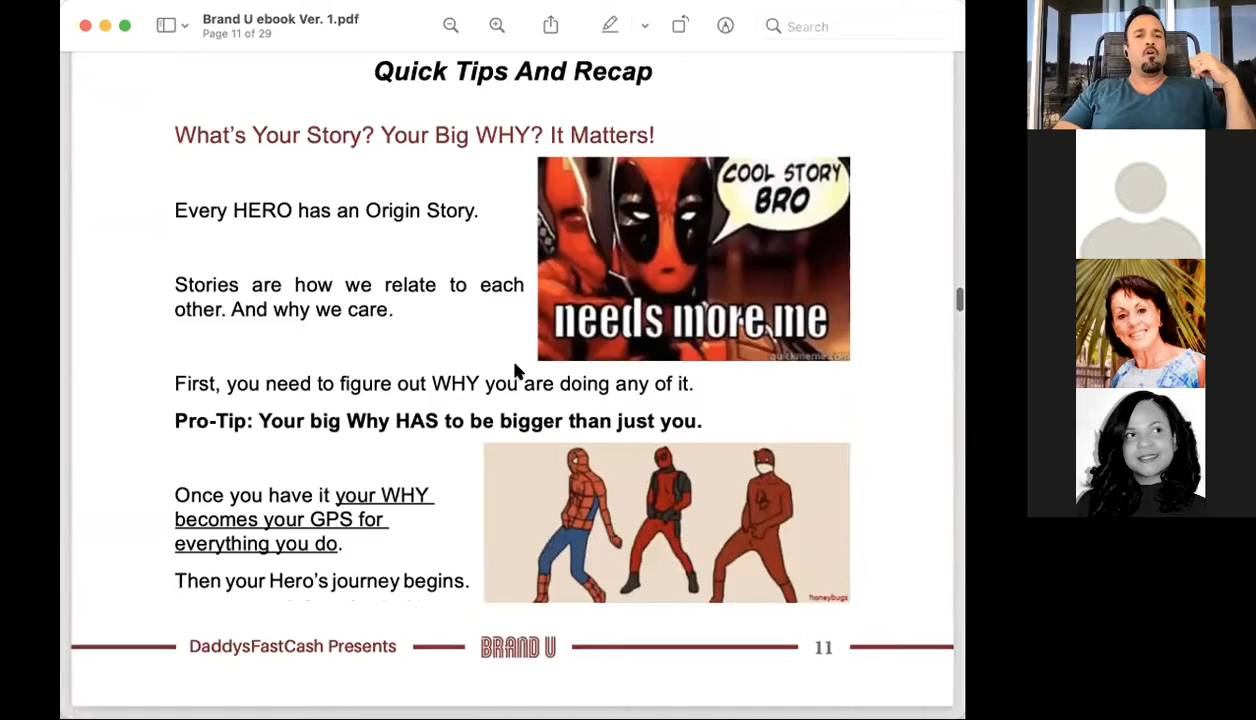 Brand U ebook Ver. 1.pdf
Page 11 of 29
Search
Quick Tips And Recap
What's Your Story? Your Big WHY? It Matters!
Every HERO has an Origin Story.
COOL STORY
BRO
needs more me
quickmeme.com
Stories are how we relate to each
other. And why we care.
First, you need to figure out WHY you are doing any of it.
Pro-Tip: Your big Why HAS to be bigger than just you.
Once you have it your WHY
becomes your GPS for
everything you do.
Then your Hero's journey begins.
honeybugs
DaddysFastCash Presents
BRAND U
11